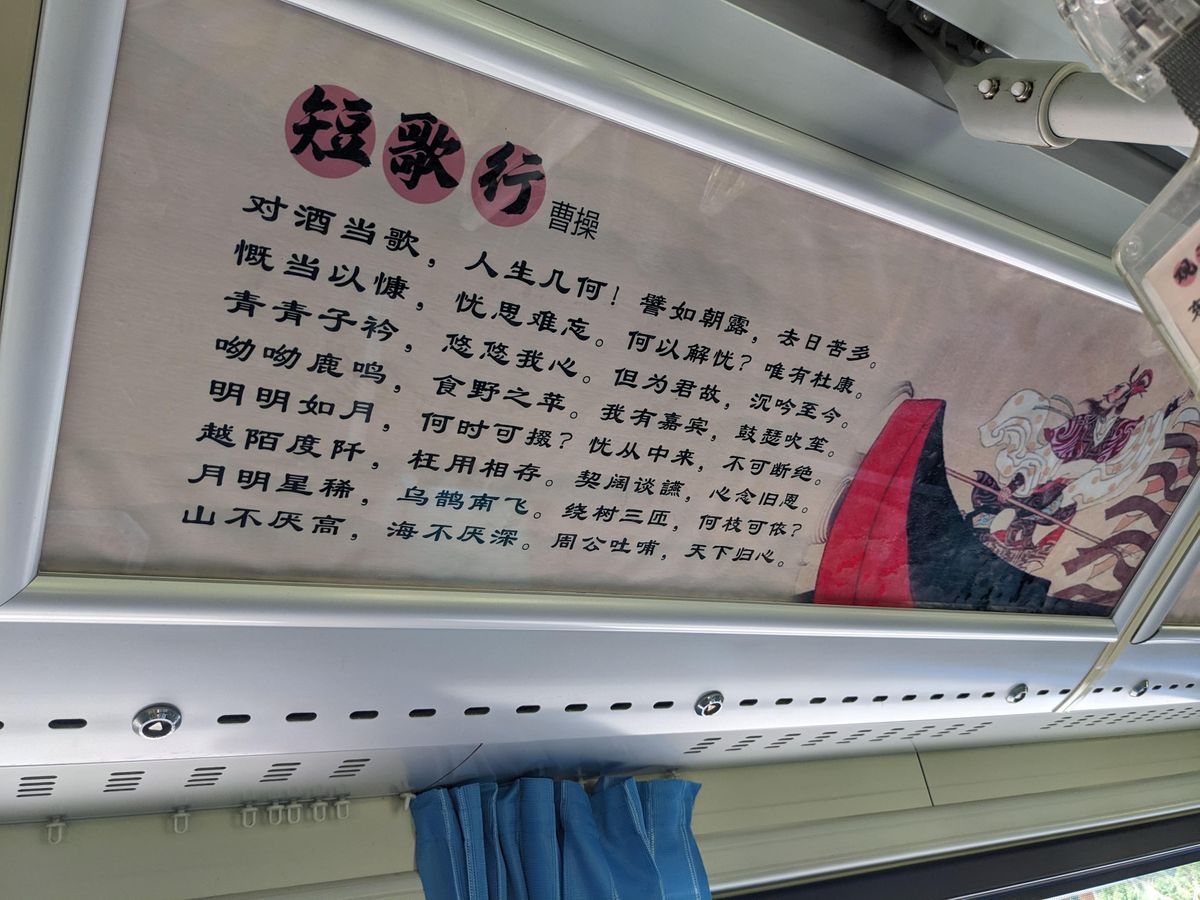 短歌行 曹操
对酒当歌，人生几何！譬如朝露，去日苦多。
慨当以慷，忧思难忘。何以解忧？唯有杜康。
青青子衿，悠悠我心。但为君故，沉吟至今。
呦呦鹿鸣，食野之苹。我有嘉宾，鼓瑟吹笙。
明明如月，何时可掇？忧从中来，不可断绝。
越陌度阡，枉用相存。契阔谈讌，心念旧恩。
月明星稀，乌鹊南飞。绕树三匝，何枝可依？
山不厌高，海不厌深。周公吐哺，天下归心。